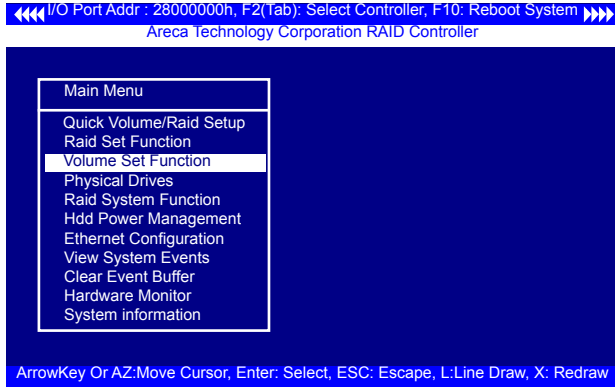 I/O Port Addr : 28000000h, F2(Tab): Select Controller, F10: Reboot System
Areca Technology Corporation RAID Controller
Main Menu
Quick Volume/Raid Setup
Raid Set Function
Volume Set Function
Physical Drives
Raid System Function
Hdd Power Management
Ethernet Configuration
View System Events
Clear Event Buffer
Hardware Monitor
System information
ArrowKey Or AZ:Move Cursor, Enter: Select, ESC: Escape, L:Line Draw, X: Redraw